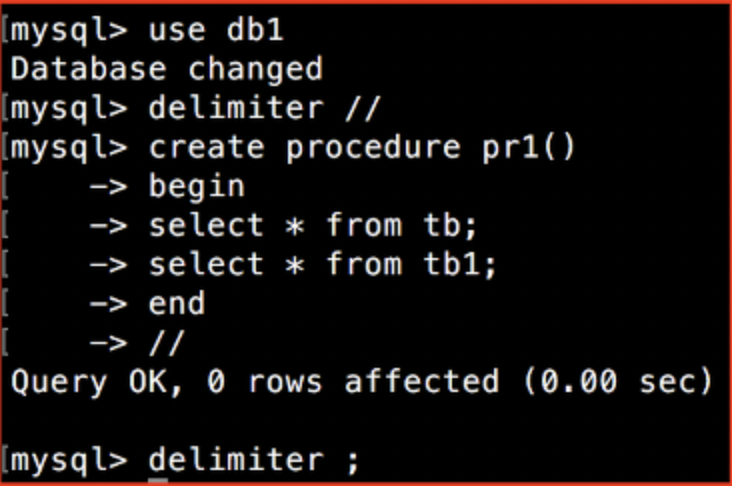 [mysql> use db1
Database changed
[mysql> delimiter //
[mysql> create procedure pr1()
[    -> begin
[    -> select * from tb;
[    -> select * from tb1;
[    -> end
[    -> //
Query OK, 0 rows affected (0.00 sec)
[mysql> delimiter ;